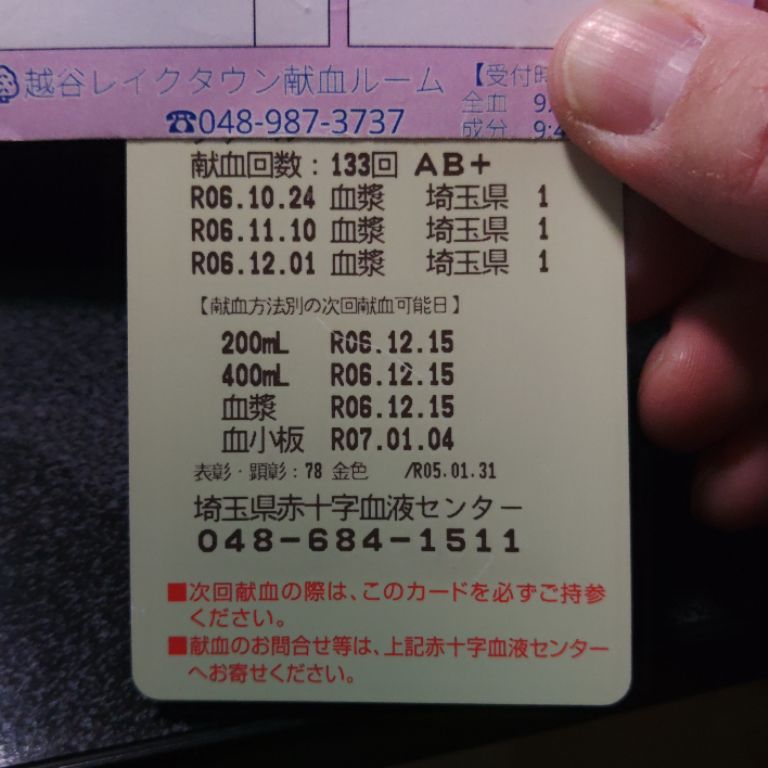 越谷レイクタウン献血ルーム 【受付時
☎048-987-3737 全血 9:
成分 9:4
献血回数:133回 AB+
R06.10.24 血漿 埼玉県 1
R06.11.10 血漿 埼玉県 1
R06.12.01 血漿 埼玉県 1
【献血方法別の次回献血可能日】
200mL R06.12.15
400mL R06.12.15
血漿 R06.12.15
血小板 R07.01.04
表彰・顕彰:78 金色 /R05.01.31
埼玉県赤十字血液センター
048-684-1511
■次回献血の際は、このカードを必ずご持参
ください。
■献血のお問合せ等は、上記赤十字血液センター
へお寄せください。